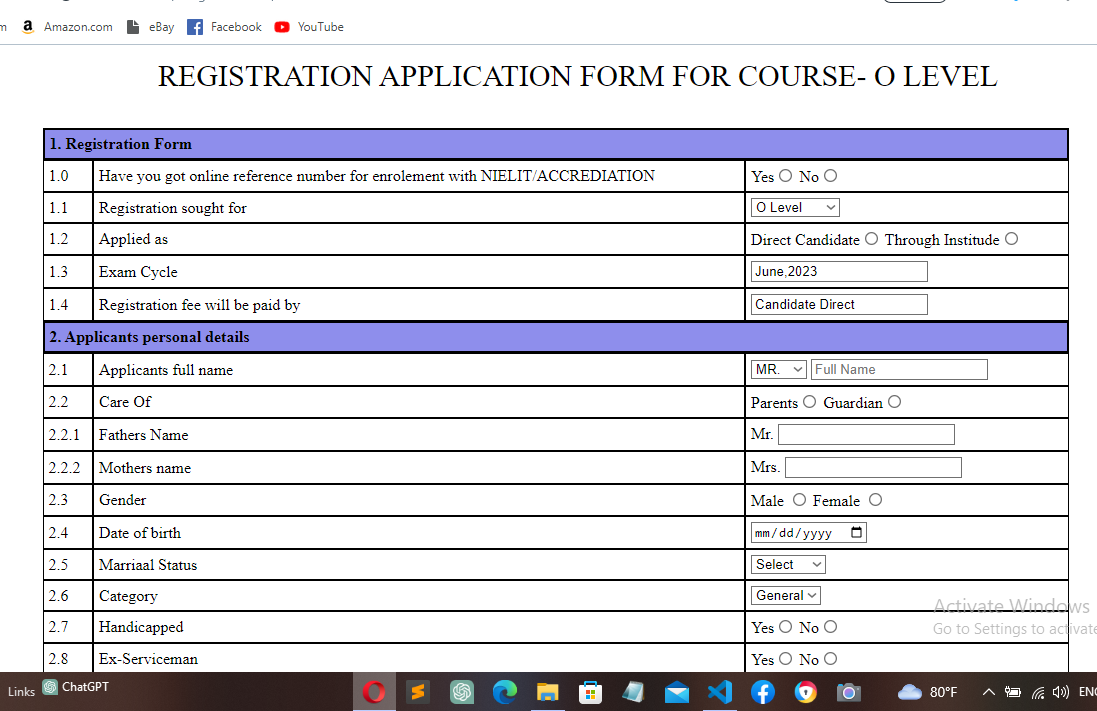 m Amazon.com eBay Facebook YouTube
REGISTRATION APPLICATION FORM FOR COURSE- O LEVEL
1. Registration Form
1.0 Have you got online reference number for enrolement with NIELIT/ACCREDIATION Yes No
1.1 Registration sought for O Level
1.2 Applied as Direct Candidate Through Institude
1.3 Exam Cycle June,2023
1.4 Registration fee will be paid by Candidate Direct
2. Applicants personal details
2.1 Applicants full name MR. Full Name
2.2 Care Of Parents Guardian
2.2.1 Fathers Name Mr.
2.2.2 Mothers name Mrs.
2.3 Gender Male Female
2.4 Date of birth mm/dd/yyyy
2.5 Marriaal Status Select
2.6 Category General
Activate Windows
2.7 Handicapped Yes No
Go to Settings to activate
2.8 Ex-Serviceman Yes No
Links ChatGPT 80°F ENG